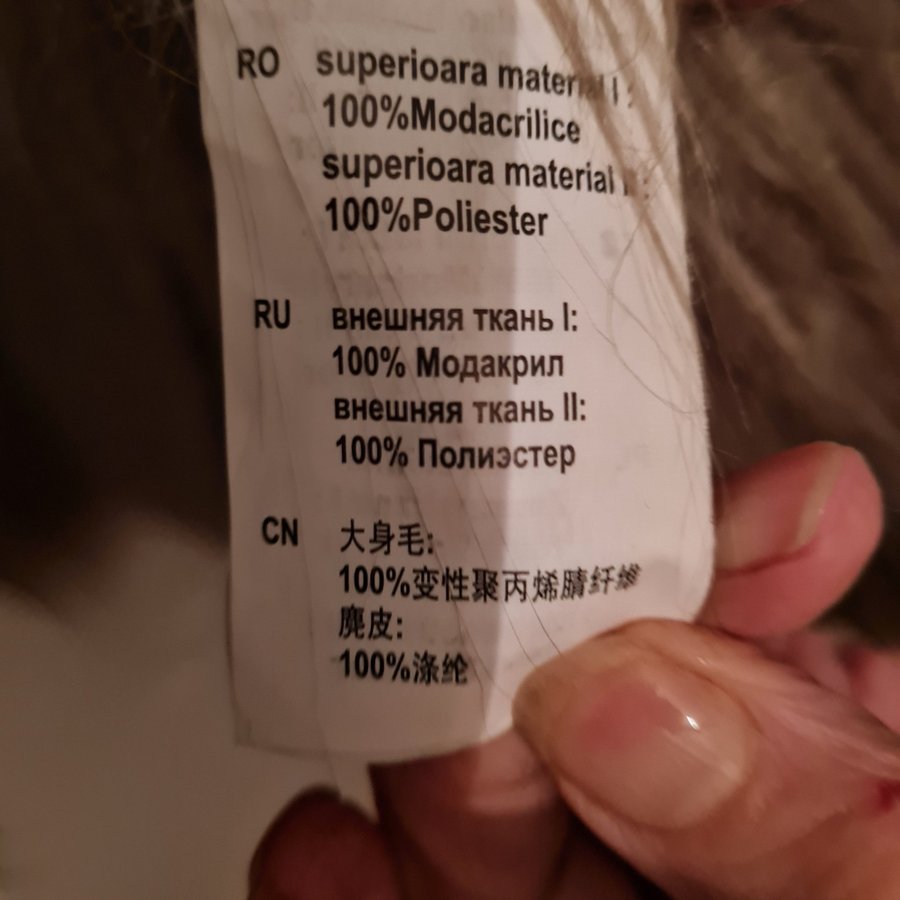 RO superioara material I :
100%Modacrilice
superioara material :
100%Poliester
RU внешняя ткань I:
100% Модакрил
внешняя ткань II:
100% Полиэстер
CN 大身毛:
100%变性聚丙烯腈纤维
麂皮:
100%涤纶